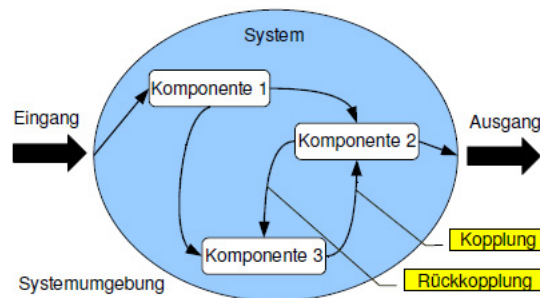 System
Komponente 1
Eingang
Komponente 2
Ausgang
Kopplung
Komponente 3
Systemumgebung
Rückkopplung